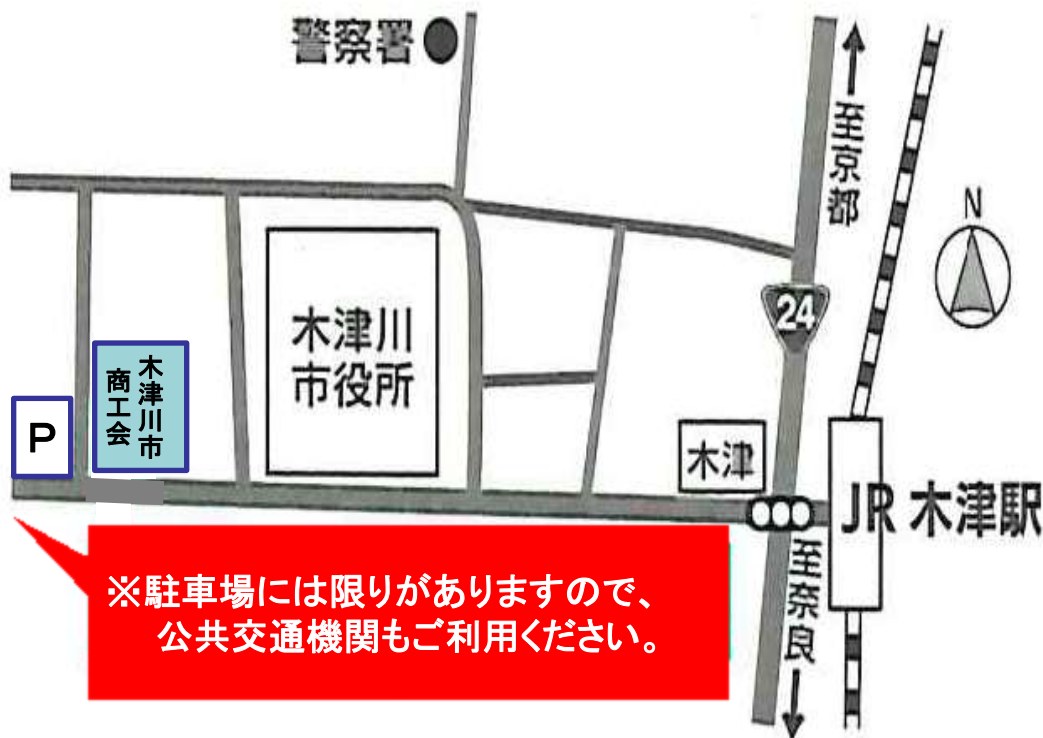 警察署
至京都
N
24
木津川
市役所
木津川市
商工会
P
木津
JR 木津駅
至奈良
※駐車場には限りがありますので、
公共交通機関もご利用ください。